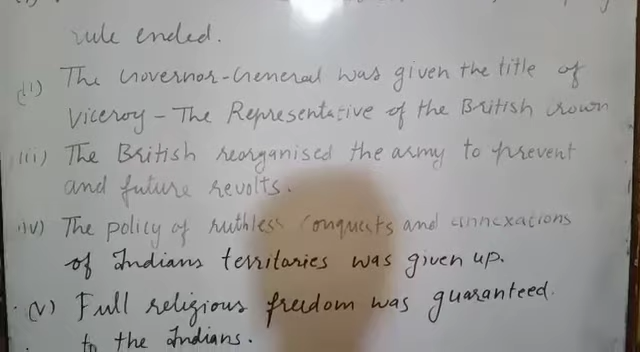 rule ended.
(ii) The Governor-General was given the title of
Viceroy - The Representative of the British crown
iii) The British reorganised the army to prevent
and future revolts.
iv) The policy of ruthless conquests and annexations
of Indians territories was given up.
(v) Full religious freedom was guaranteed.
to the Indians.